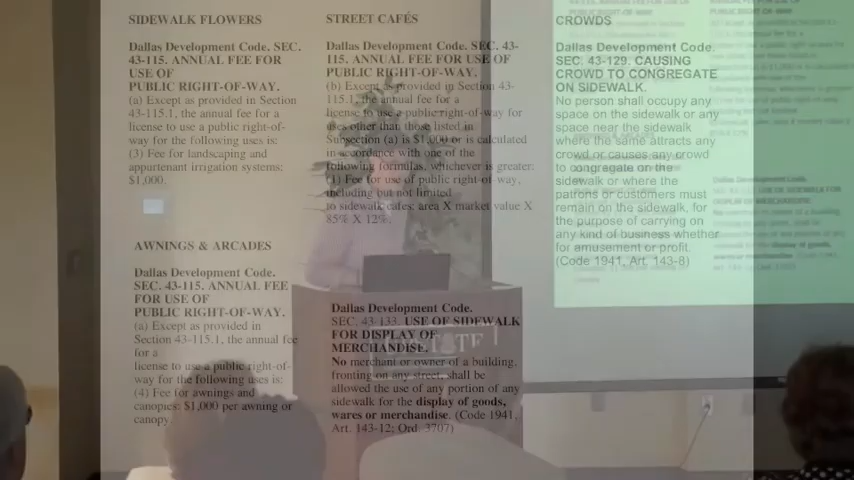 SIDEWALK FLOWERS
Dallas Development Code. SEC.
43-115. ANNUAL FEE FOR
USE OF
PUBLIC RIGHT-OF-WAY.
(a) Except as provided in Section
43-115.1, the annual fee for a
license to use a public right-of-
way for the following uses is:
(3) Fee for landscaping and
appurtenant irrigation systems:
$1,000.
AWNINGS & ARCADES
Dallas Development Code.
SEC. 43-115. ANNUAL FEE
FOR USE OF
PUBLIC RIGHT-OF-WAY.
(a) Except as provided in
Section 43-115.1, the annual fee
for a
license to use a public right-of-
way for the following uses is:
(4) Fee for awnings and
canopies: $1,000 per awning or
canopy.
STREET CAFÉS
Dallas Development Code. SEC. 43-
115. ANNUAL FEE FOR USE OF
PUBLIC RIGHT-OF-WAY.
(b) Except as provided in Section 43-
115.1, the annual fee for a
license to use a public right-of-way for
uses other than those listed in
Subsection (a) is $1,000 or is calculated
in accordance with one of the
following formulas, whichever is greater:
(1) Fee for use of public right-of-way,
including but not limited
to sidewalk cafes: area X market value X
85% X 12%.
Dallas Development Code.
SEC. 43-133. USE OF SIDEWALK
FOR DISPLAY OF
MERCHANDISE.
No merchant or owner of a building,
fronting on any street, shall be
allowed the use of any portion of any
sidewalk for the display of goods,
wares or merchandise. (Code 1941,
Art. 143-12; Ord. 3707)
CROWDS
Dallas Development Code.
SEC. 43-129. CAUSING
CROWD TO CONGREGATE
ON SIDEWALK.
No person shall occupy any
space on the sidewalk or any
space near the sidewalk
where the same attracts any
crowd or causes any crowd
to congregate on the
sidewalk or where the
patrons or customers must
remain on the sidewalk, for
the purpose of carrying on
any kind of business whether
for amusement or profit.
(Code 1941, Art. 143-8)